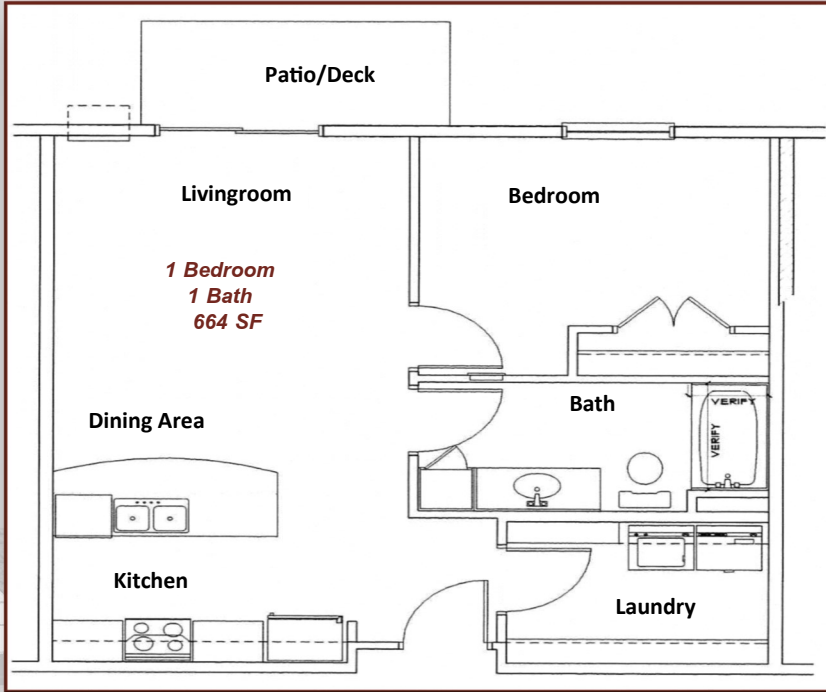 Patio/Deck
Livingroom
Bedroom
1 Bedroom
1 Bath
664 SF
Dining Area
Bath
VERIFY
VERIFY
Kitchen
Laundry